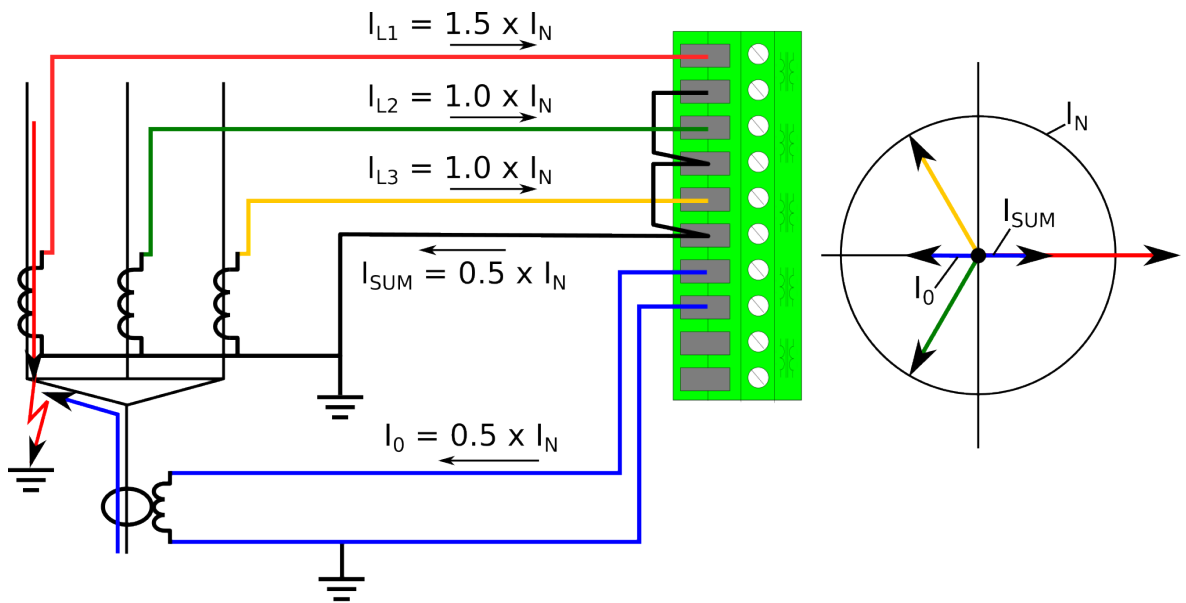 I_L1 = 1.5 x I_N
I_L2 = 1.0 x I_N
I_L3 = 1.0 x I_N
I_SUM = 0.5 x I_N
I_0 = 0.5 x I_N
I_N
I_SUM
I_0